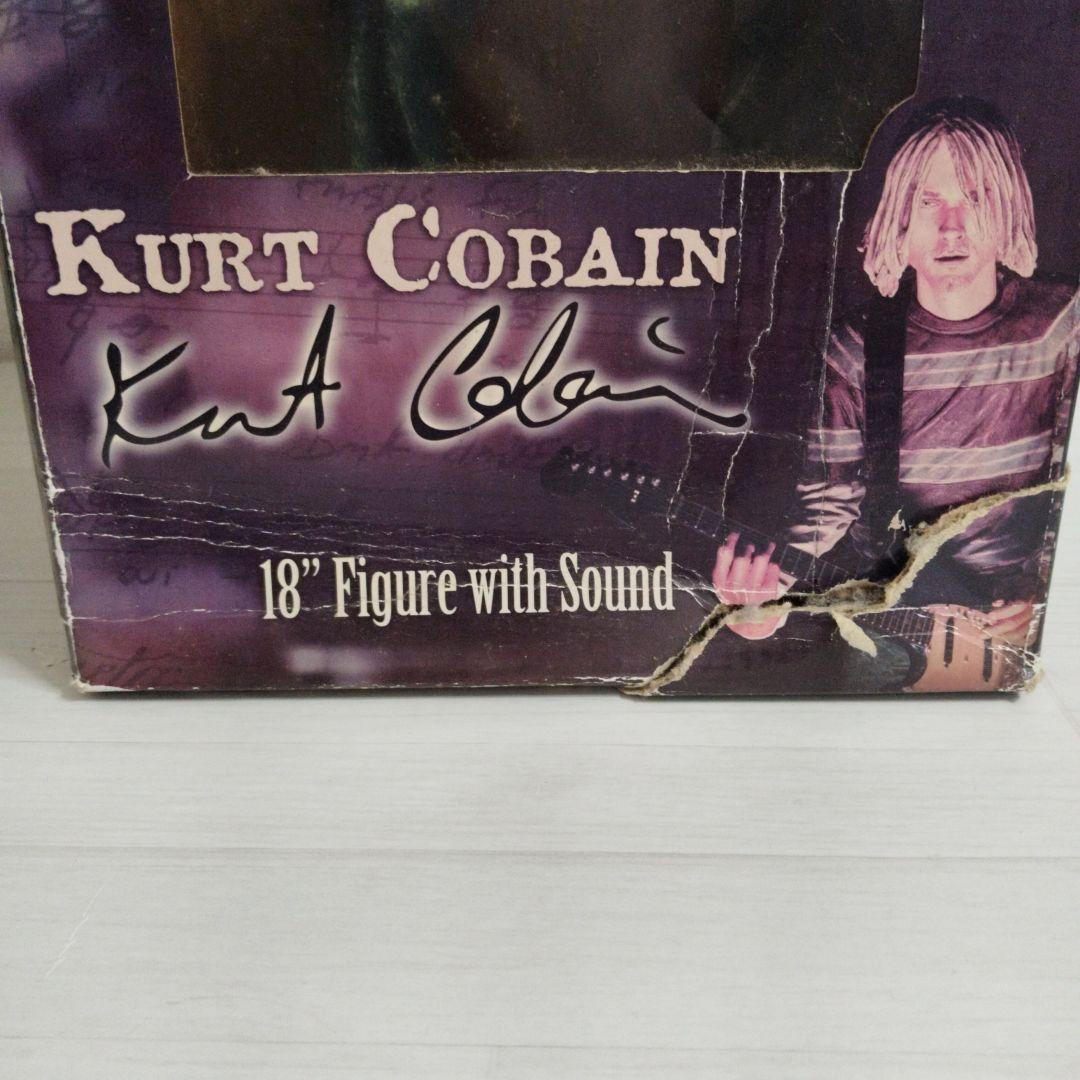 KURT COBAIN
Kurt Cobain
18” Figure with Sound